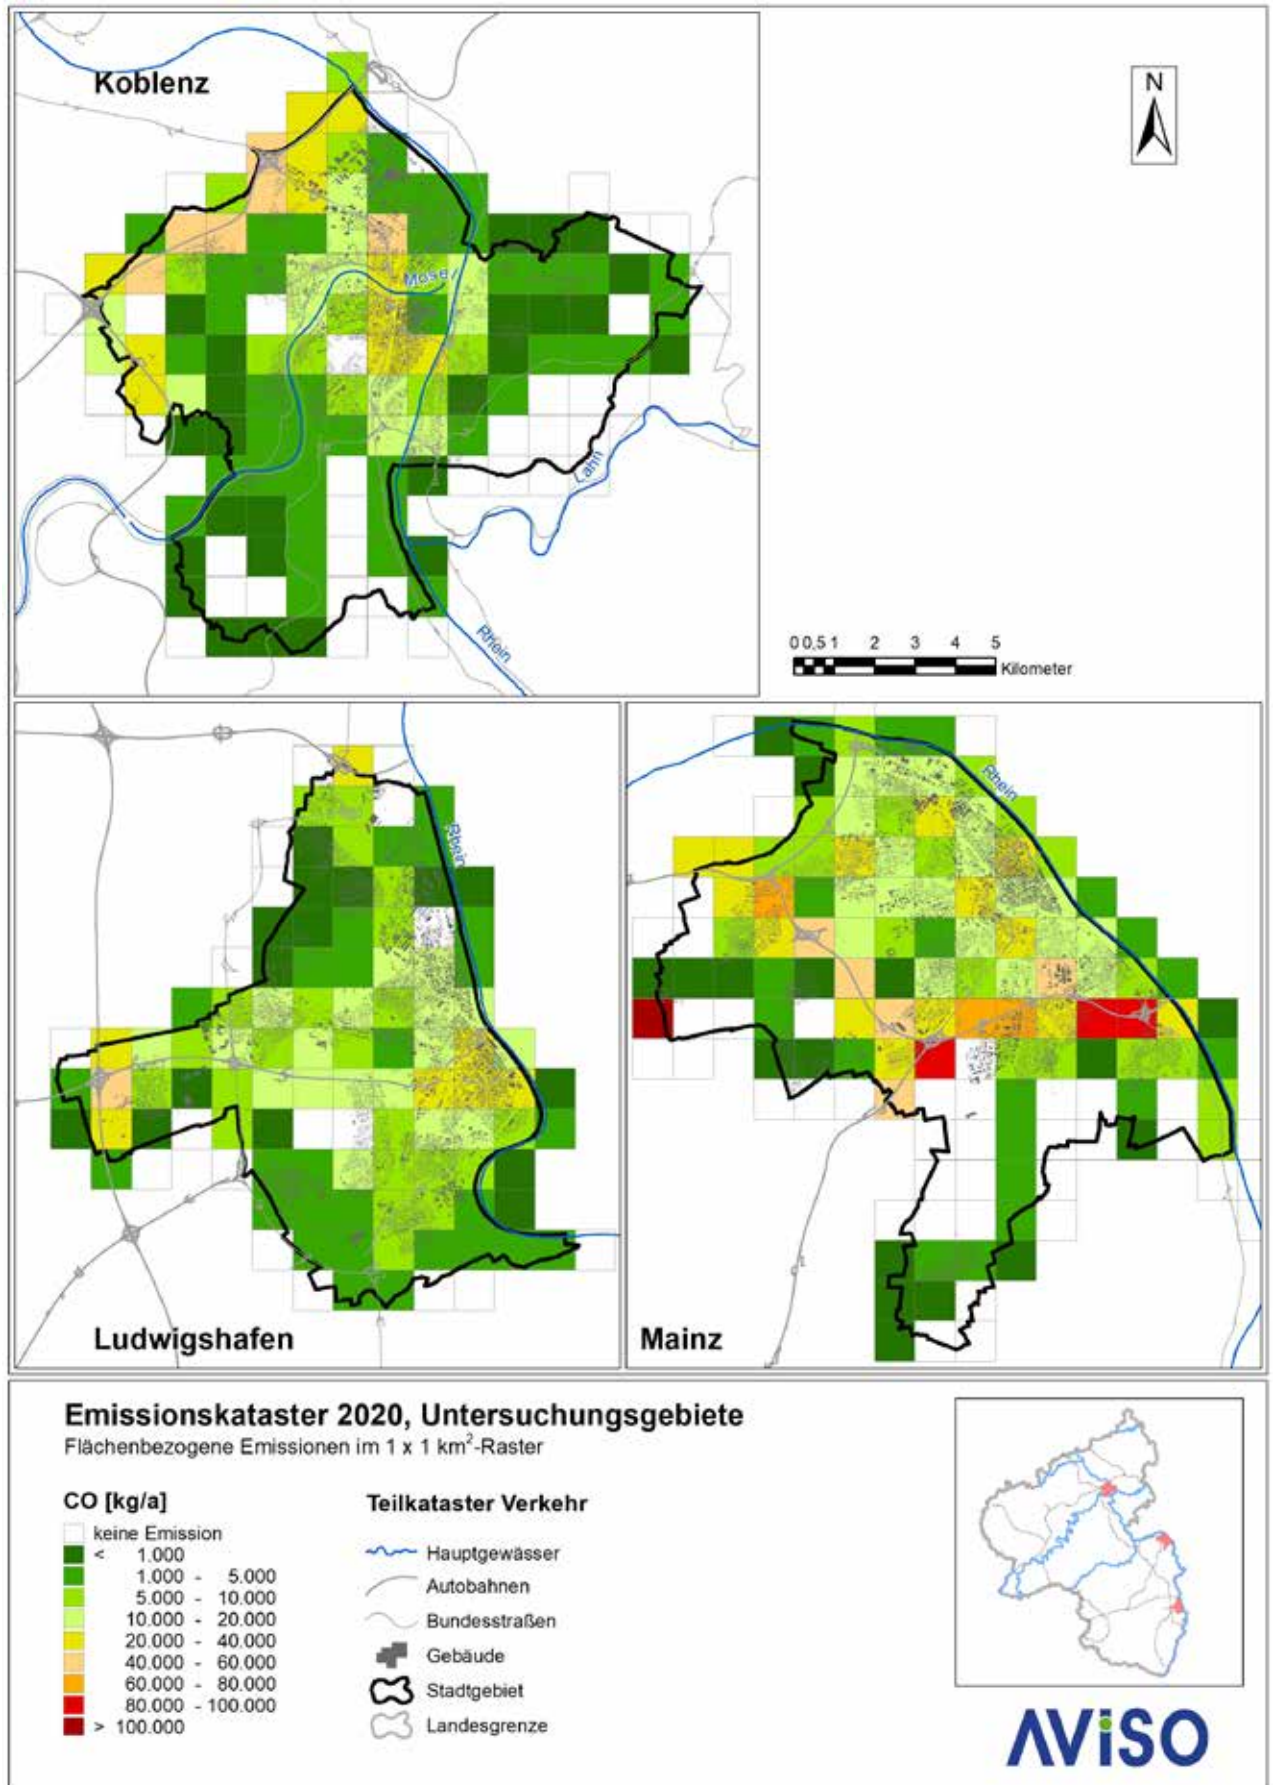 Koblenz
N
Mosel
Lahn
Rhein
0 0,5 1 2 3 4 5
Kilometer
Rhein
Ludwigshafen
Rhein
Mainz
Emissionskataster 2020, Untersuchungsgebiete
Flächenbezogene Emissionen im 1 x 1 km²-Raster
CO [kg/a]
keine Emission
< 1.000
1.000 - 5.000
5.000 - 10.000
10.000 - 20.000
20.000 - 40.000
40.000 - 60.000
60.000 - 80.000
80.000 - 100.000
> 100.000
Teilkataster Verkehr
Hauptgewässer
Autobahnen
Bundesstraßen
Gebäude
Stadtgebiet
Landesgrenze
AViSO